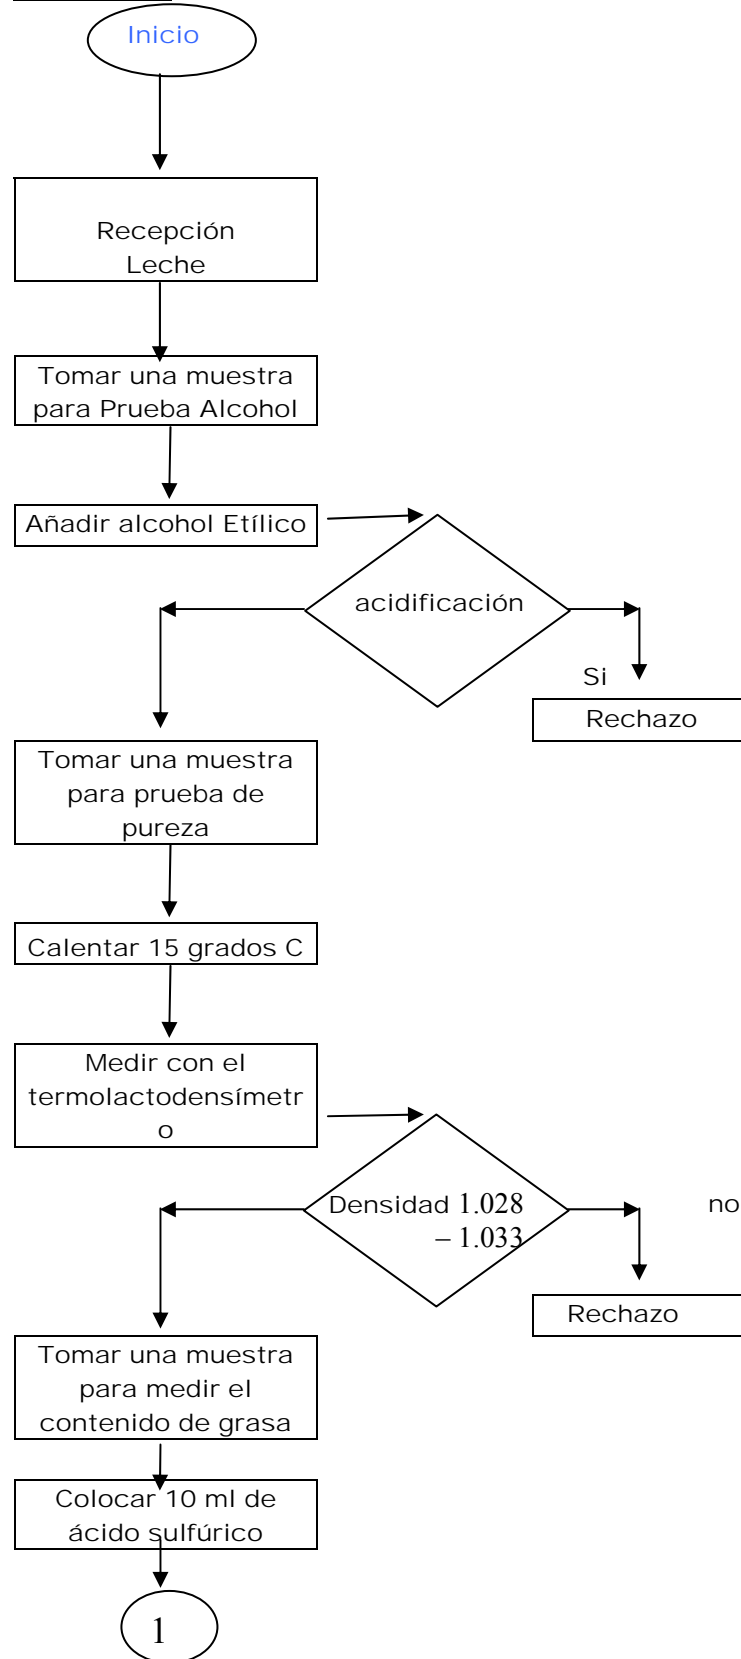 Inicio
Recepción
Leche
Tomar una muestra
para Prueba Alcohol
Añadir alcohol Etílico
acidificación
Si
Rechazo
Tomar una muestra
para prueba de
pureza
Calentar 15 grados C
Medir con el
termolactodensímetr
o
Densidad 1.028
– 1.033
no
Rechazo
Tomar una muestra
para medir el
contenido de grasa
Colocar 10 ml de
ácido sulfúrico
1